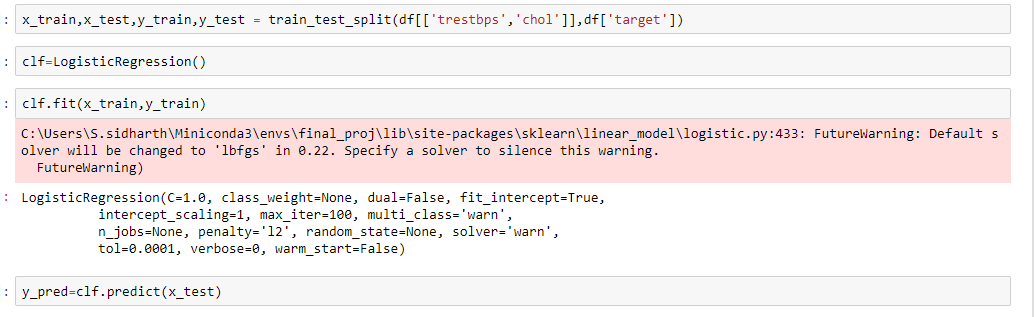 : x_train,x_test,y_train,y_test = train_test_split(df[['trestbps','chol']],df['target'])
: clf=LogisticRegression()
: clf.fit(x_train,y_train)
C:\Users\S.sidharth\Miniconda3\envs\final_proj\lib\site-packages\sklearn\linear_model\logistic.py:433: FutureWarning: Default s
olver will be changed to 'lbfgs' in 0.22. Specify a solver to silence this warning.
  FutureWarning)
: LogisticRegression(C=1.0, class_weight=None, dual=False, fit_intercept=True,
          intercept_scaling=1, max_iter=100, multi_class='warn',
          n_jobs=None, penalty='l2', random_state=None, solver='warn',
          tol=0.0001, verbose=0, warm_start=False)
: y_pred=clf.predict(x_test)